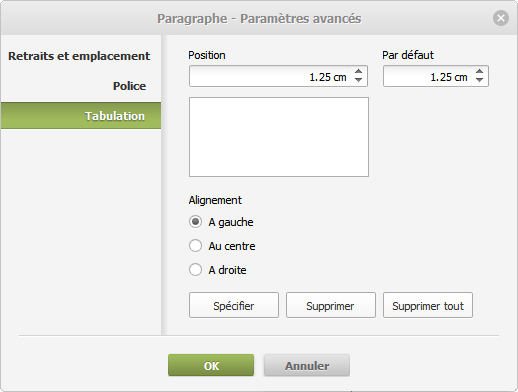 Paragraphe - Paramètres avancés
Retraits et emplacement
Police
Tabulation
Position
Par défaut
1.25 cm
1.25 cm
Alignement
A gauche
Au centre
A droite
Spécifier
Supprimer
Supprimer tout
OK
Annuler